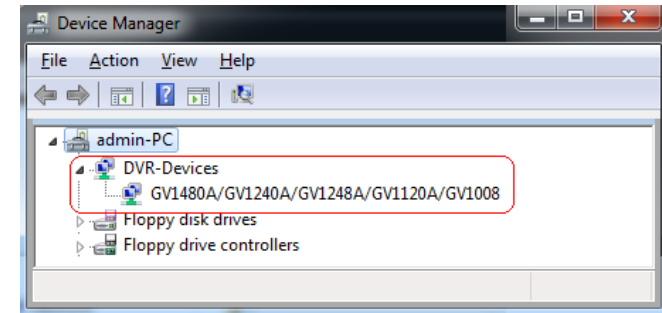 Device Manager
File Action View Help
admin-PC
DVR-Devices
GV1480A/GV1240A/GV1248A/GV1120A/GV1008
Floppy disk drives
Floppy drive controllers